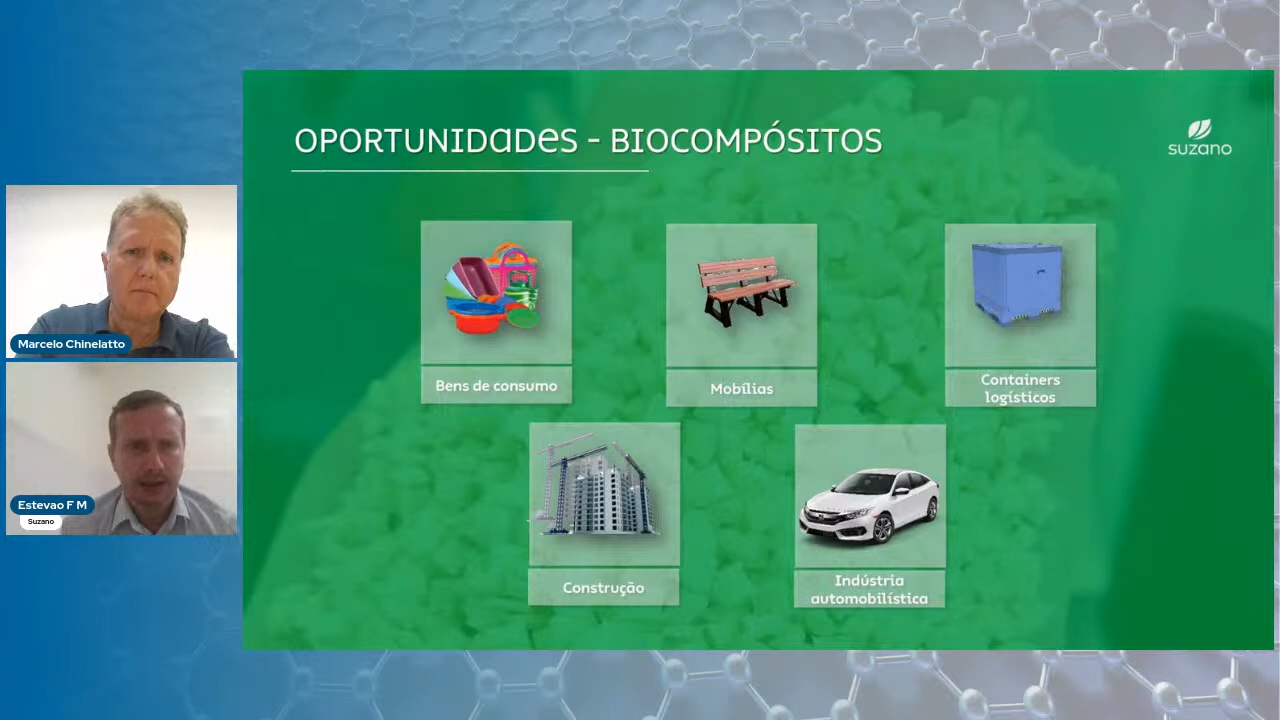 OPORTUNIDades - BIOCOMPÓSITOS
suzano
Marcelo Chinelatto
Estevao F M
Suzano
Bens de consumo
Mobílias
Containers
logísticos
Construção
Indústria
automobilística